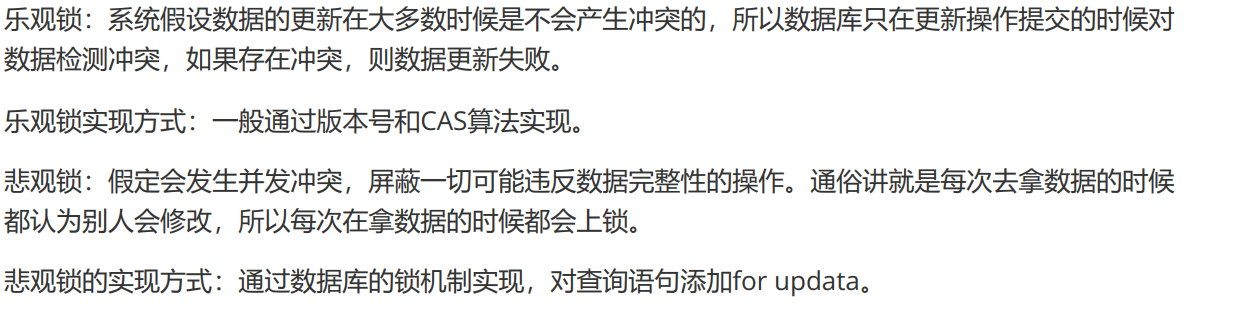 乐观锁：系统假设数据的更新在大多数时候是不会产生冲突的，所以数据库只在更新操作提交的时候对
数据检测冲突，如果存在冲突，则数据更新失败。
乐观锁实现方式：一般通过版本号和CAS算法实现。
悲观锁：假定会发生并发冲突，屏蔽一切可能违反数据完整性的操作。通俗讲就是每次去拿数据的时候
都认为别人会修改，所以每次在拿数据的时候都会上锁。
悲观锁的实现方式：通过数据库的锁机制实现，对查询语句添加for updata。